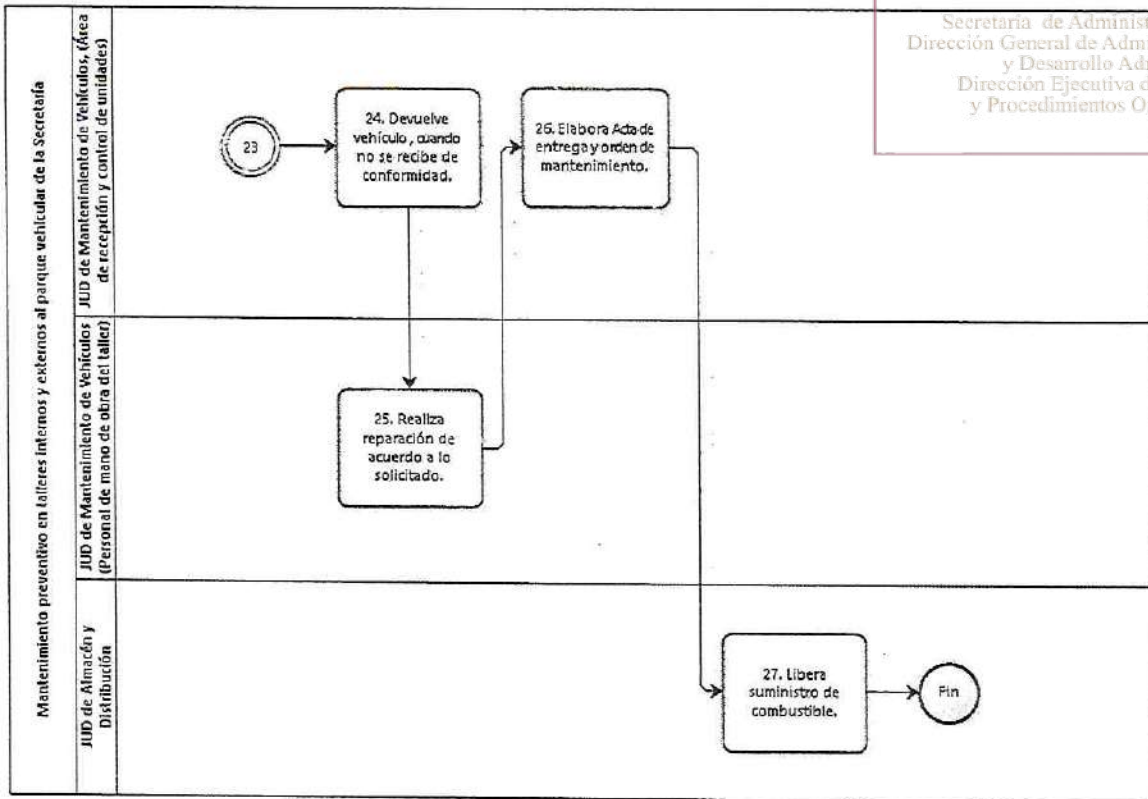 Secretaría de Administ
Dirección General de Admi
y Desarrollo Adr
Dirección Ejecutiva d
y Procedimientos O
Mantenimiento preventivo en talleres internos y externos al parque vehicular de la Secretaría
JUD de Mantenimiento de Vehículos, (Área
de recepción y control de unidades)
23
24. Devuelve
vehículo, cuando
no se recibe de
conformidad.
26. Elabora Acta de
entrega y orden de
mantenimiento.
JUD de Mantenimiento de Vehículos
(Personal de mano de obra del taller)
25. Realiza
reparación de
acuerdo a lo
solicitado.
JUD de Almacén y
Distribución
27. Libera
suministro de
combustible.
Fin